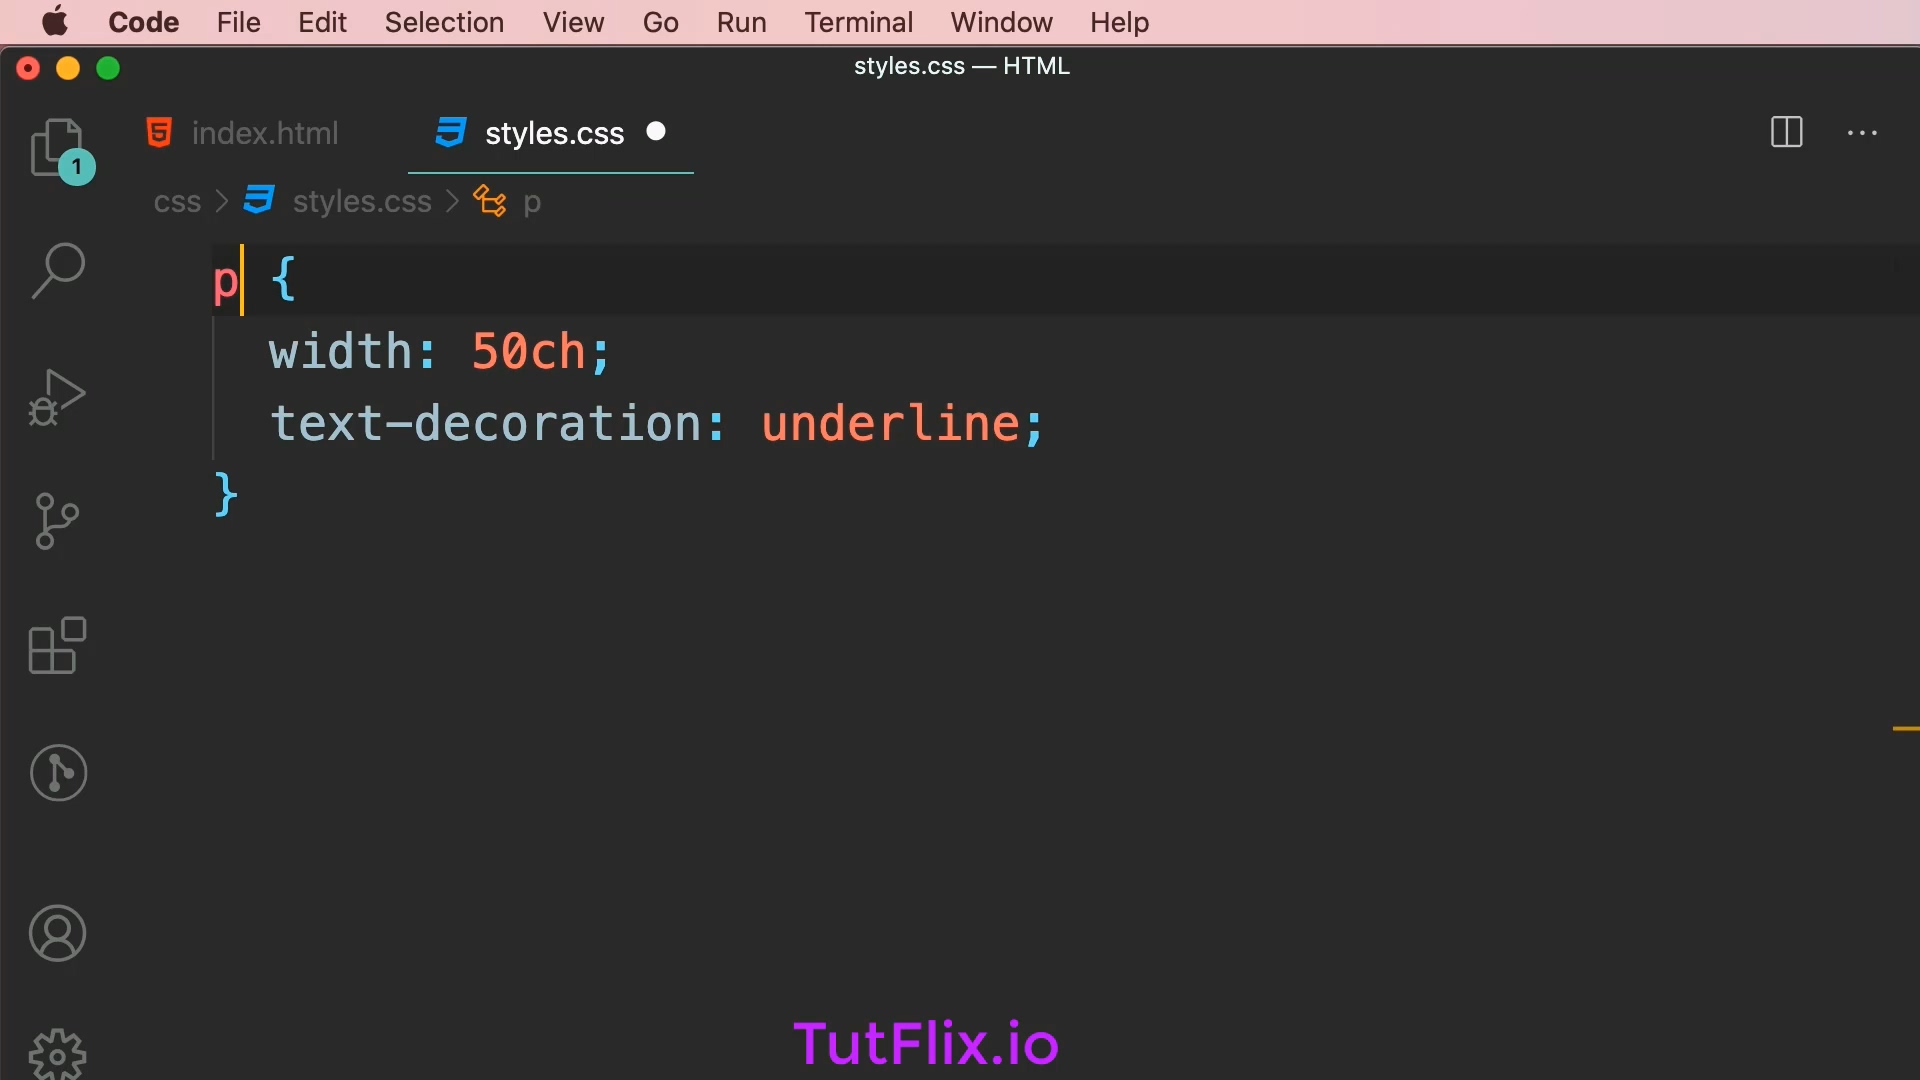 Code File Edit Selection View Go Run Terminal Window Help
styles.css — HTML
index.html styles.css
1
css > styles.css > p
p {
width: 50ch;
text-decoration: underline;
}
TutFlix.io